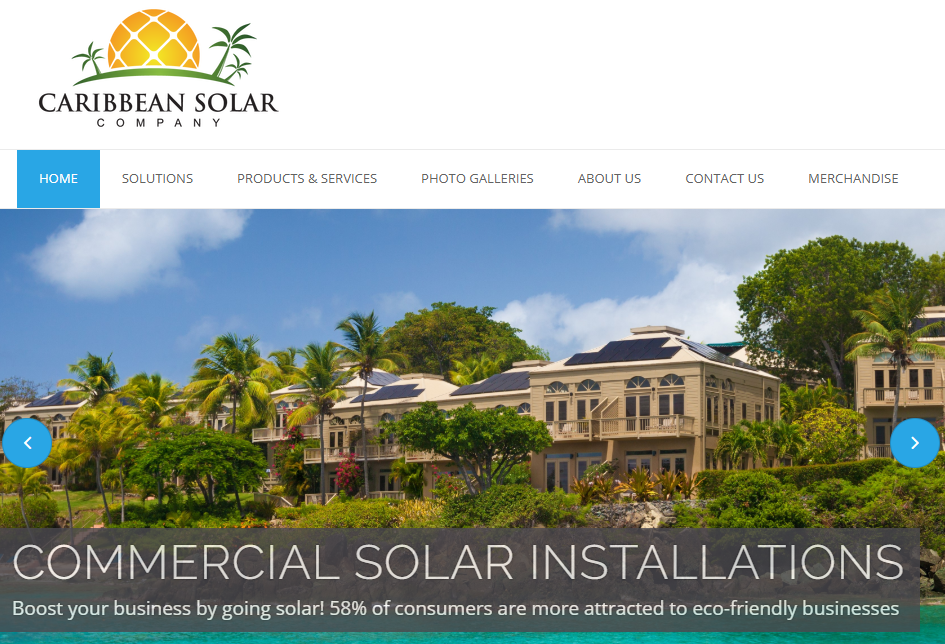 CARIBBEAN SOLAR
COMPANY
HOME SOLUTIONS PRODUCTS & SERVICES PHOTO GALLERIES ABOUT US CONTACT US MERCHANDISE
COMMERCIAL SOLAR INSTALLATIONS
Boost your business by going solar! 58% of consumers are more attracted to eco-friendly businesses